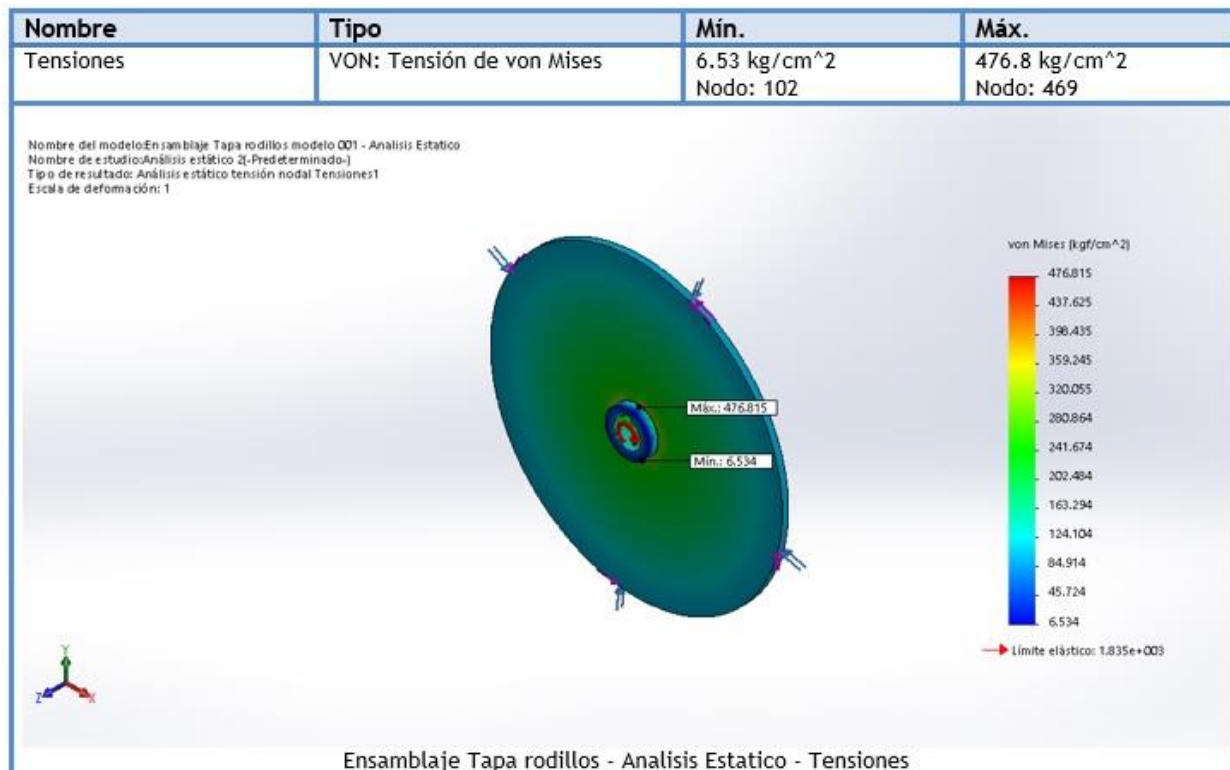 Nombre Tipo Mín. Máx.
Tensiones VON: Tensión de von Mises 6.53 kg/cm^2 476.8 kg/cm^2
Nodo: 102 Nodo: 469
Nombre del modelo:Ensamblaje Tapa rodillos modelo 001 - Analisis Estatico
Nombre de estudio:Análisis estático 2(-Predeterminado-)
Tipo de resultado: Análisis estático tensión nodal Tensiones1
Escala de deformación: 1
von Mises (kgf/cm^2)
476.815
437.625
398.435
359.245
320.055
280.864
241.674
202.484
163.294
124.104
84.914
45.724
6.534
Límite elástico: 1.835e+003
Máx.: 476.815
Mín.: 6.534
Y
Z
X
Ensamblaje Tapa rodillos - Analisis Estatico - Tensiones